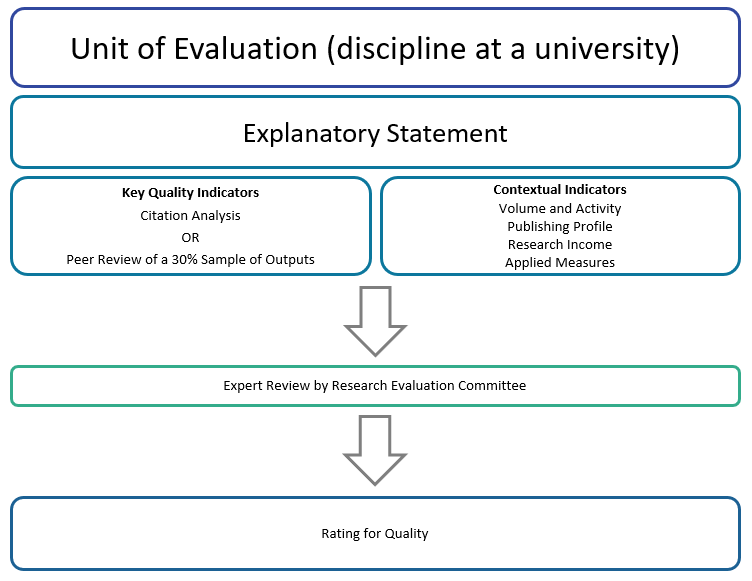 Unit of Evaluation (discipline at a university)
Explanatory Statement
Key Quality Indicators
Citation Analysis
OR
Peer Review of a 30% Sample of Outputs
Contextual Indicators
Volume and Activity
Publishing Profile
Research Income
Applied Measures
Expert Review by Research Evaluation Committee
Rating for Quality